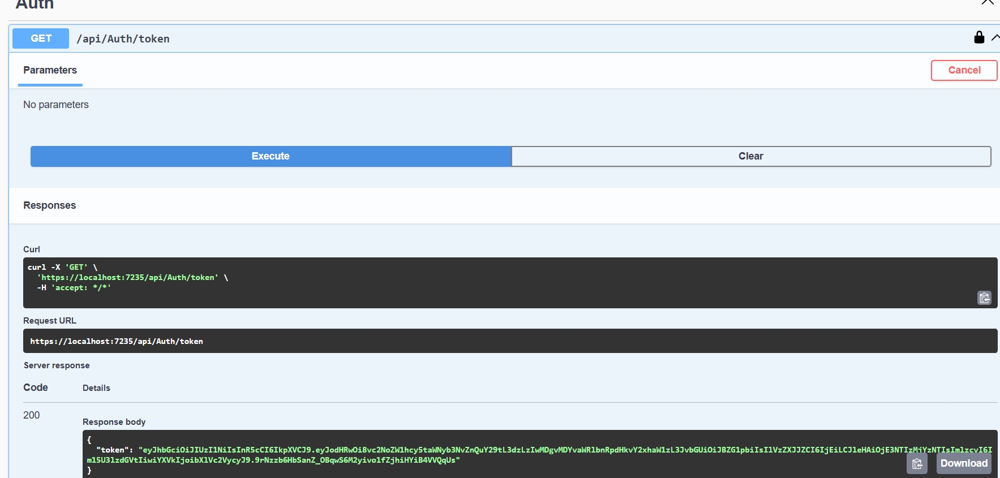 Auth
GET /api/Auth/token
Parameters
Cancel
No parameters
Execute
Clear
Responses
Curl
curl -X 'GET' \
'https://localhost:7235/api/Auth/token' \
-H 'accept: */*'
Request URL
https://localhost:7235/api/Auth/token
Server response
Code Details
200
Response body
{
"token": "eyJhbGciOiJIUzI1NiIsInR5cCI6IkpXVCJ9.eyJodHRwOi8vc2NoZW1hcy5taWNyb3NvZnQuY29tL3dzLzIwMDgvMDYvaWRlbnRpdHkvY2xhaW1zL3JvbGUiOiJBZG1pbiIsIlVzZXJJZCI6IjEiLCJleHAiOjE3NTIzMjYzNTIsImlzcyI6I
m15U3lzdGVtIiwiYXVkIjoibXlVc2VycyJ9.9rNzzb6HbSanZ_OBqwS6M2yivo1fZjhiHYiB4VVQqUs"
}
Download